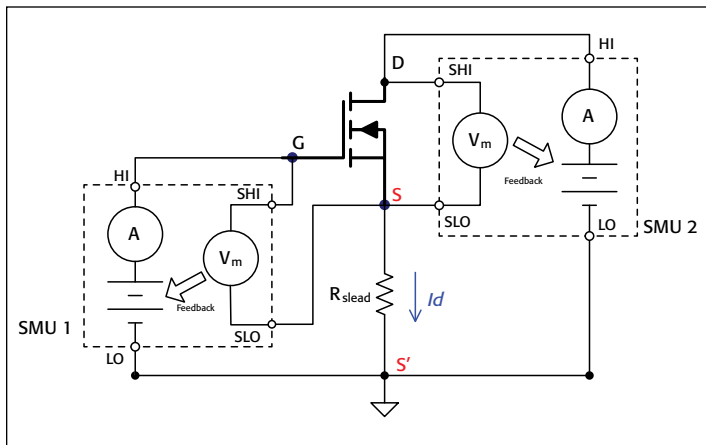 HI
D
SHI
A
G
Vm
Feedback
HI
SHI
S
SLO
LO
SMU 2
A
Vm
Rslead
Id
Feedback
SMU 1
SLO
LO
S'